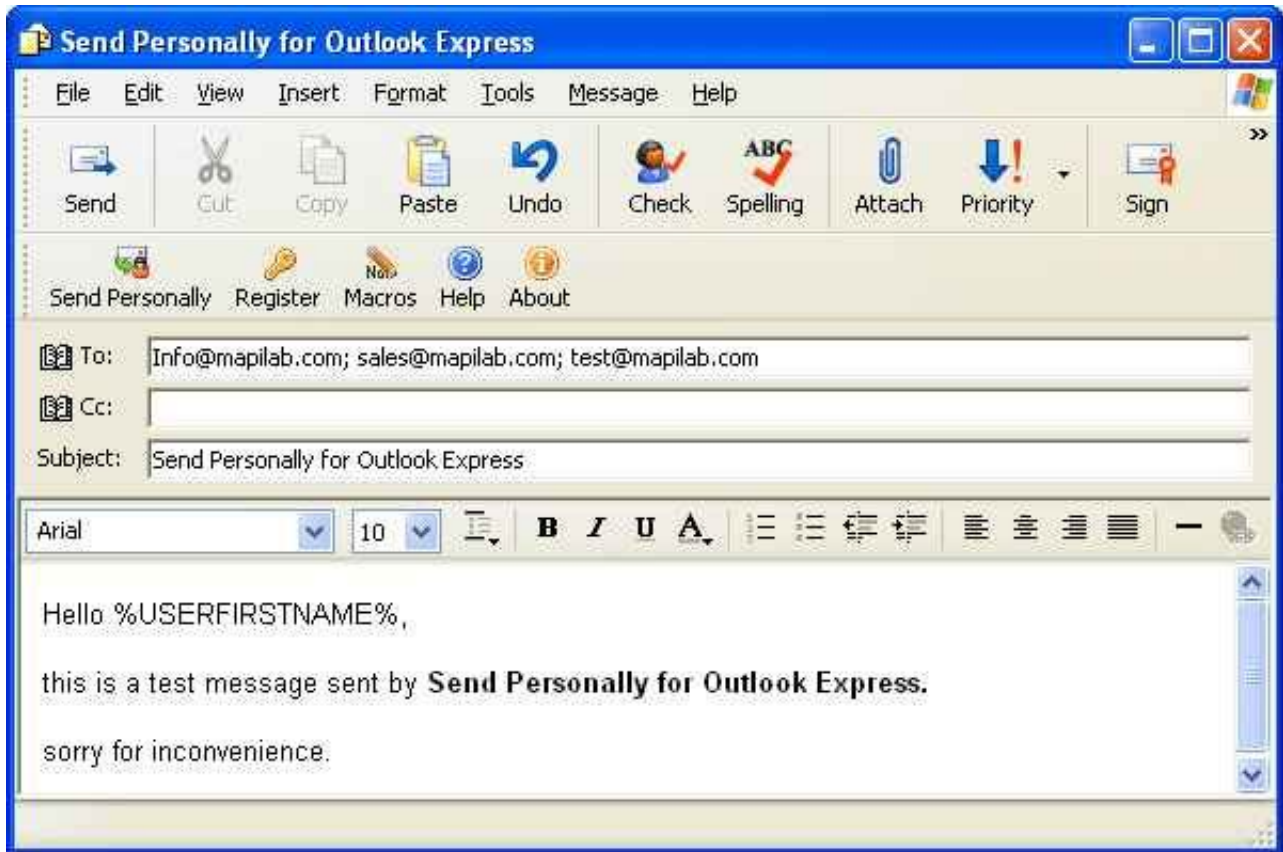 Send Personally for Outlook Express
File Edit View Insert Format Tools Message Help
Send Cut Copy Paste Undo Check ABC Spelling Attach Priority Sign
Send Personally Register Macros Help About
To: Info@mapilab.com; sales@mapilab.com; test@mapilab.com
Cc:
Subject: Send Personally for Outlook Express
Arial 10 B I U A
Hello %USERFIRSTNAME%,
this is a test message sent by Send Personally for Outlook Express.
sorry for inconvenience.